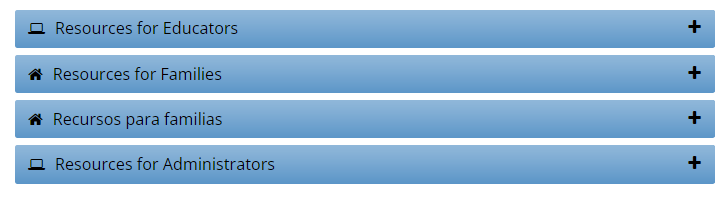 Resources for Educators
Resources for Families
Recursos para familias
Resources for Administrators